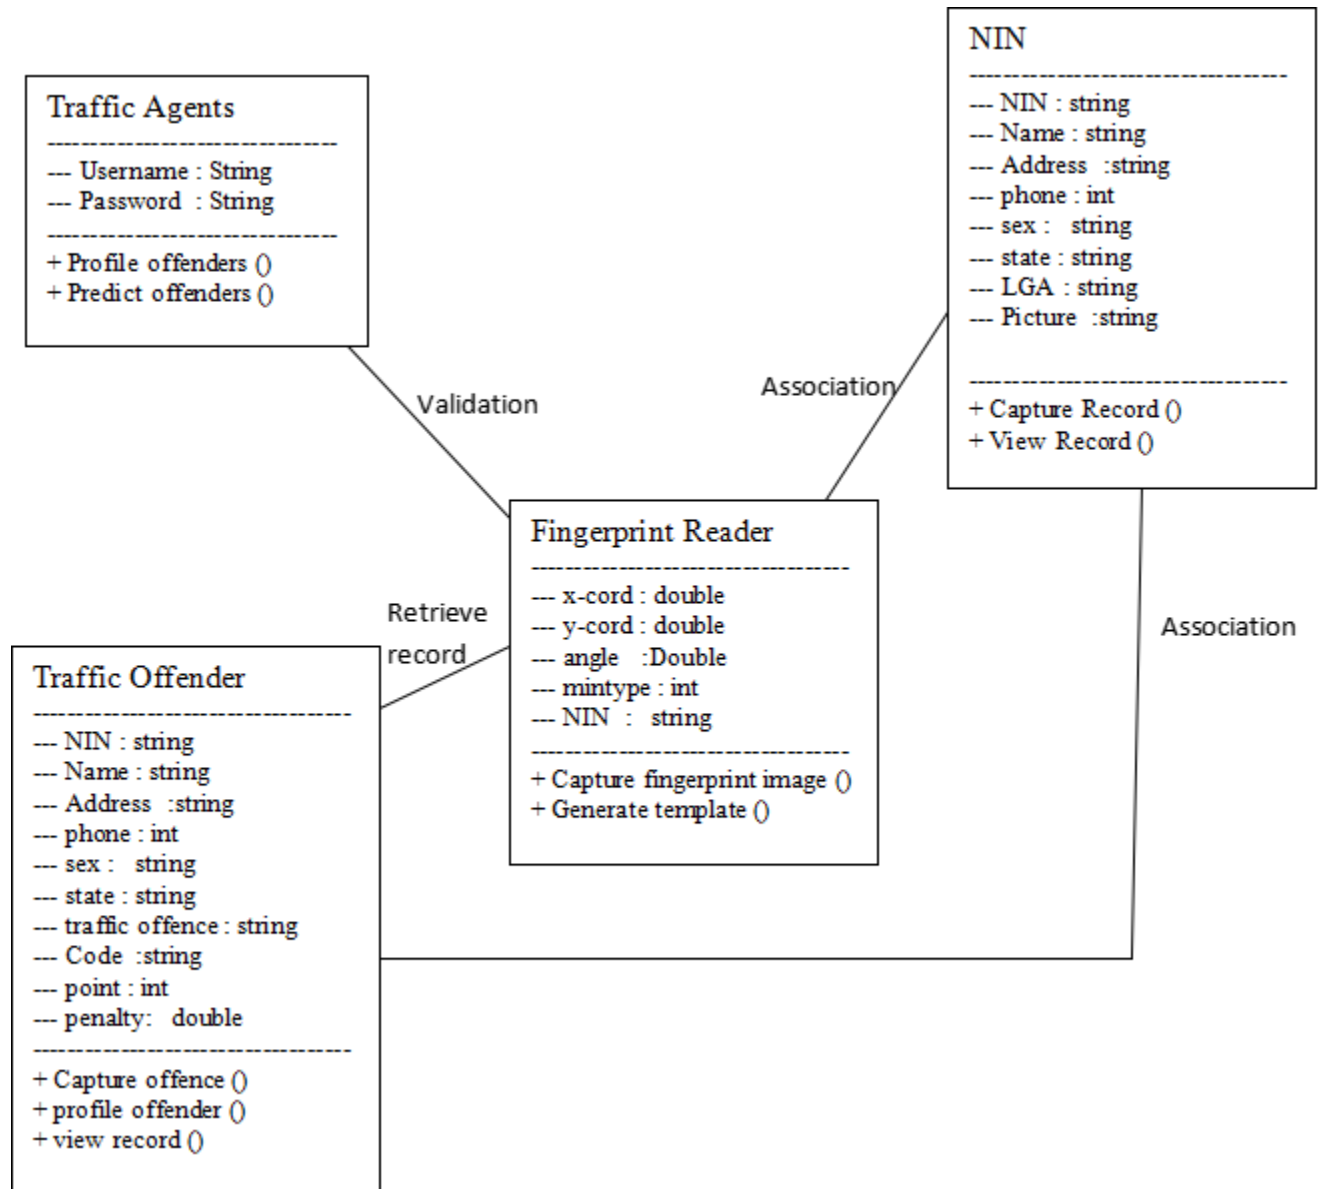 Traffic Agents
----------------------------------
--- Username : String
--- Password  : String
----------------------------------
+ Profile offenders ()
+ Predict offenders ()
NIN
-------------------------------------
--- NIN : string
--- Name : string
--- Address  :string
--- phone : int
--- sex :   string
--- state : string
--- LGA : string
--- Picture  :string
-------------------------------------
+ Capture Record ()
+ View Record ()
Validation
Association
Fingerprint Reader
-------------------------------------
--- x-cord : double
--- y-cord : double
--- angle   :Double
--- mintype : int
--- NIN  :   string
-------------------------------------
+ Capture fingerprint image ()
+ Generate template ()
Retrieve
record
Association
Traffic Offender
-------------------------------------
--- NIN : string
--- Name : string
--- Address  :string
--- phone : int
--- sex :   string
--- state : string
--- traffic offence : string
--- Code  :string
--- point : int
--- penalty:   double
-------------------------------------
+ Capture offence ()
+ profile offender ()
+ view record ()